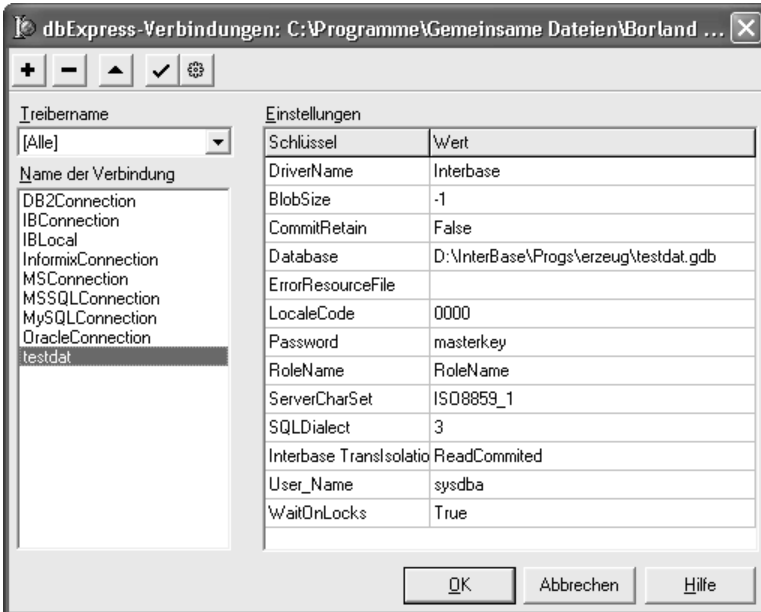 dbExpress-Verbindungen: C:\Programme\Gemeinsame Dateien\Borland ...
Treibername
[Alle]
Name der Verbindung
DB2Connection
IBConnection
IBLocal
InformixConnection
MSConnection
MSSQLConnection
MySQLConnection
OracleConnection
testdat
Einstellungen
Schlüssel Wert
DriverName Interbase
BlobSize -1
CommitRetain False
Database D:\InterBase\Progs\erzeug\testdat.gdb
ErrorResourceFile
LocaleCode 0000
Password masterkey
RoleName RoleName
ServerCharSet ISO8859_1
SQLDialect 3
Interbase TransIsolatio ReadCommited
User_Name sysdba
WaitOnLocks True
OK Abbrechen Hilfe